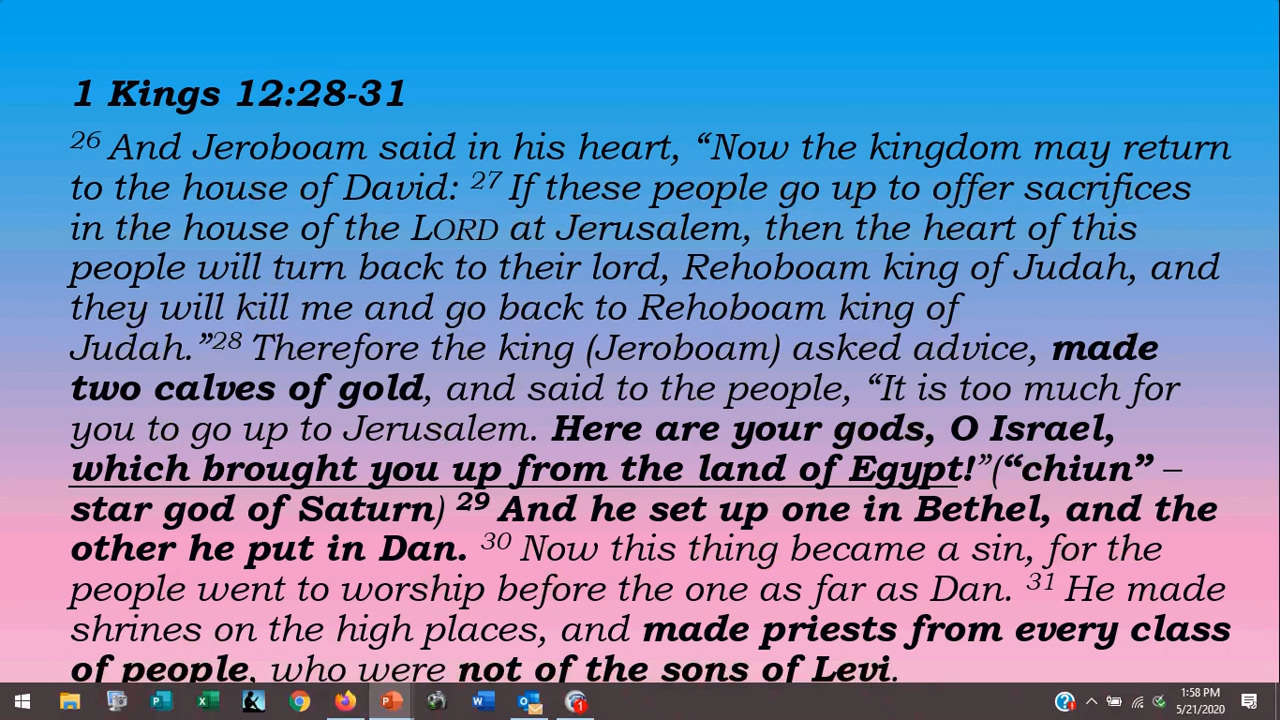 1 Kings 12:28-31
26 And Jeroboam said in his heart, “Now the kingdom may return
to the house of David: 27 If these people go up to offer sacrifices
in the house of the LORD at Jerusalem, then the heart of this
people will turn back to their lord, Rehoboam king of Judah, and
they will kill me and go back to Rehoboam king of
Judah.”28 Therefore the king (Jeroboam) asked advice, made
two calves of gold, and said to the people, “It is too much for
you to go up to Jerusalem. Here are your gods, O Israel,
which brought you up from the land of Egypt!”(“chiun” –
star god of Saturn) 29 And he set up one in Bethel, and the
other he put in Dan. 30 Now this thing became a sin, for the
people went to worship before the one as far as Dan. 31 He made
shrines on the high places, and made priests from every class
of people, who were not of the sons of Levi.
1:58 PM
5/21/2020